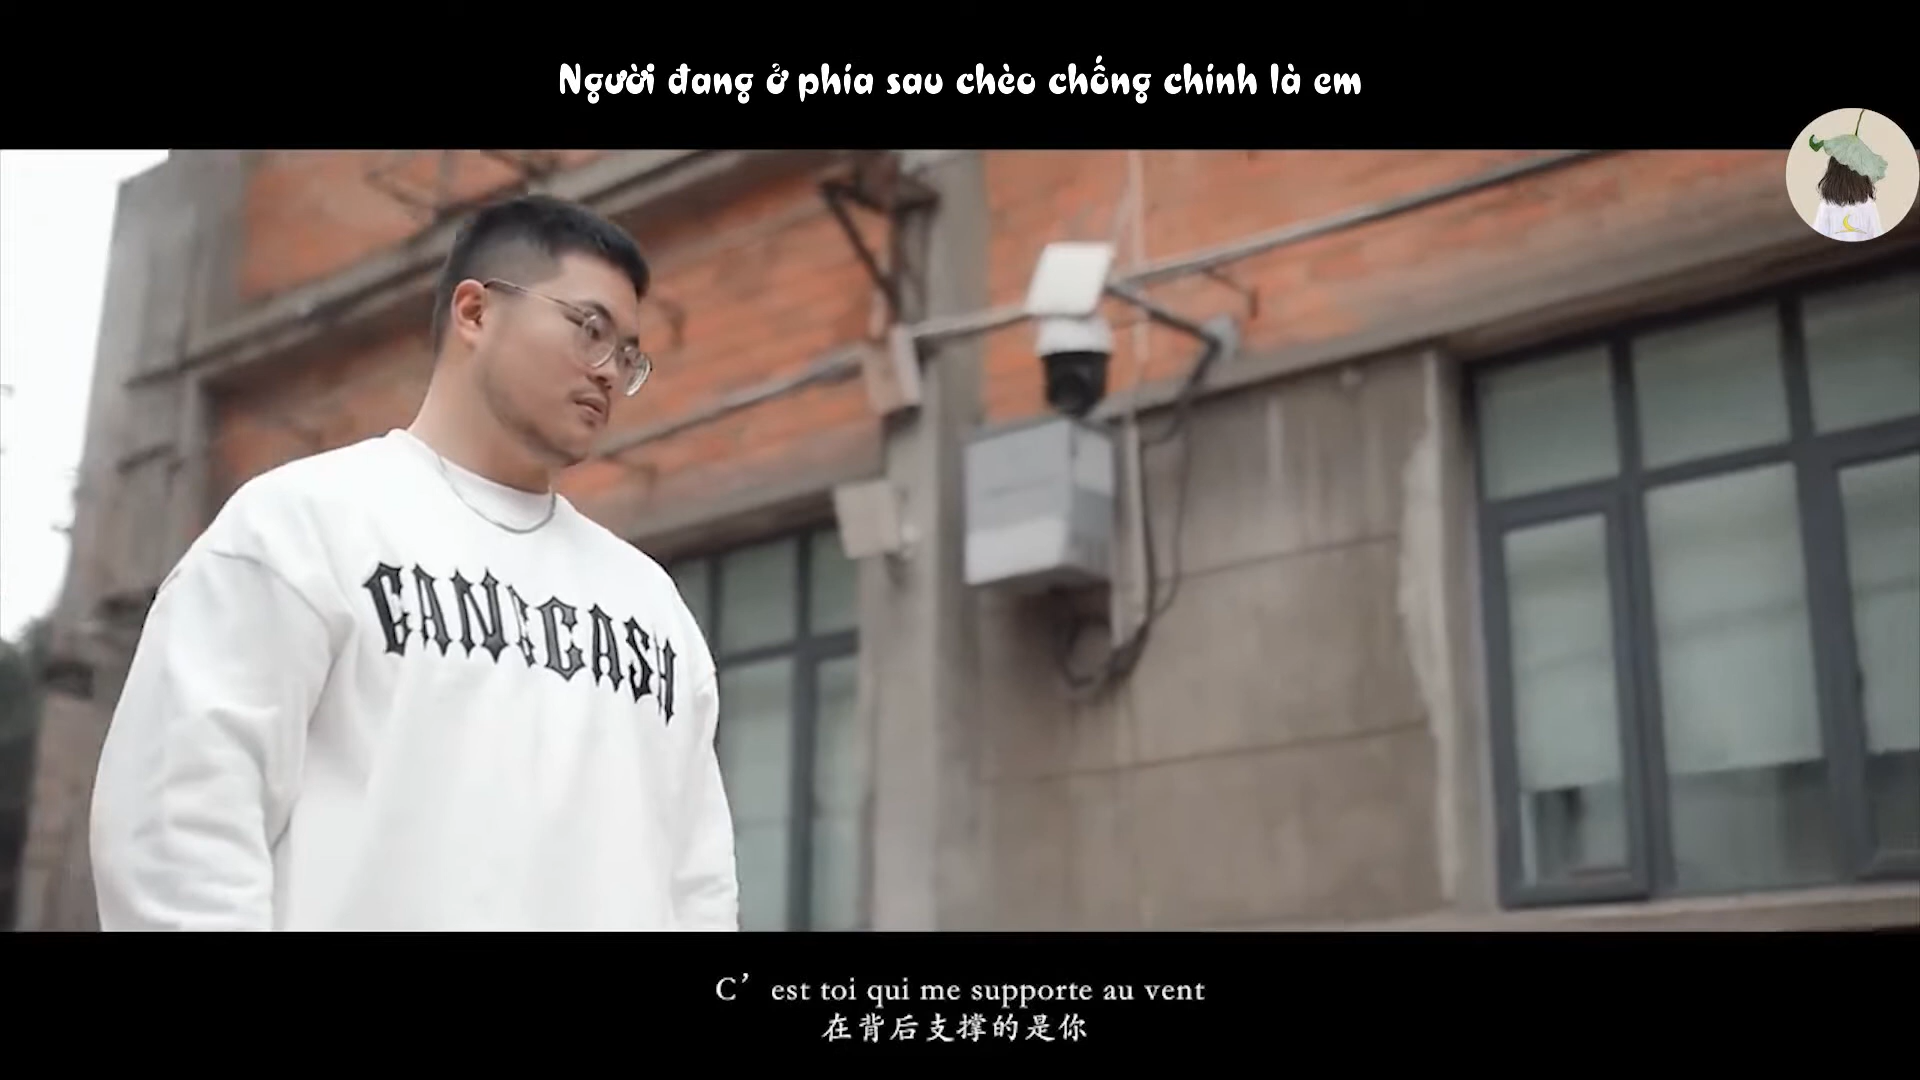 Người đang ở phía sau chèo chống chính là em
GANGCASH
C’est toi qui me supporte au vent
在背后支撑的是你